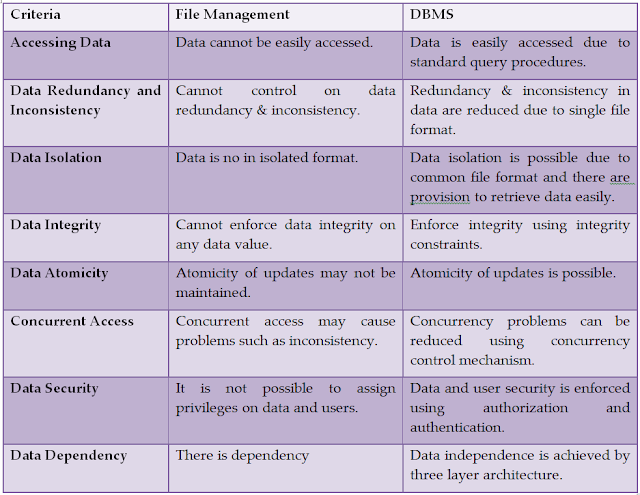 Criteria File Management DBMS
Accessing Data Data cannot be easily accessed. Data is easily accessed due to
standard query procedures.
Data Redundancy and Cannot control on data Redundancy & inconsistency in
Inconsistency redundancy & inconsistency. data are reduced due to single file
format.
Data Isolation Data is no in isolated format. Data isolation is possible due to
common file format and there are
provision to retrieve data easily.
Data Integrity Cannot enforce data integrity on Enforce integrity using integrity
any data value. constraints.
Data Atomicity Atomicity of updates may not be Atomicity of updates is possible.
maintained.
Concurrent Access Concurrent access may cause Concurrency problems can be
problems such as inconsistency. reduced using concurrency
control mechanism.
Data Security It is not possible to assign Data and user security is enforced
privileges on data and users. using authorization and
authentication.
Data Dependency There is dependency Data independence is achieved by
three layer architecture.